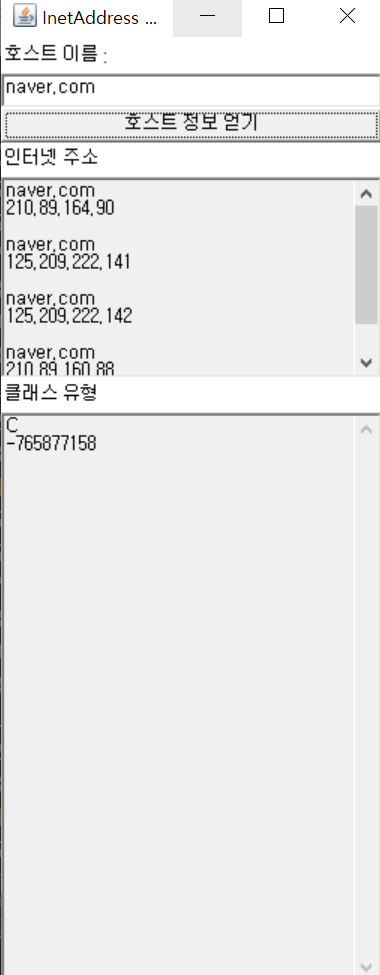 InetAddress ...
호스트 이름 :
naver.com
호스트 정보 얻기
인터넷 주소
naver.com
210.89.164.90
naver.com
125.209.222.141
naver.com
125.209.222.142
naver.com
210.89.160.88
클래스 유형
C
-765877158